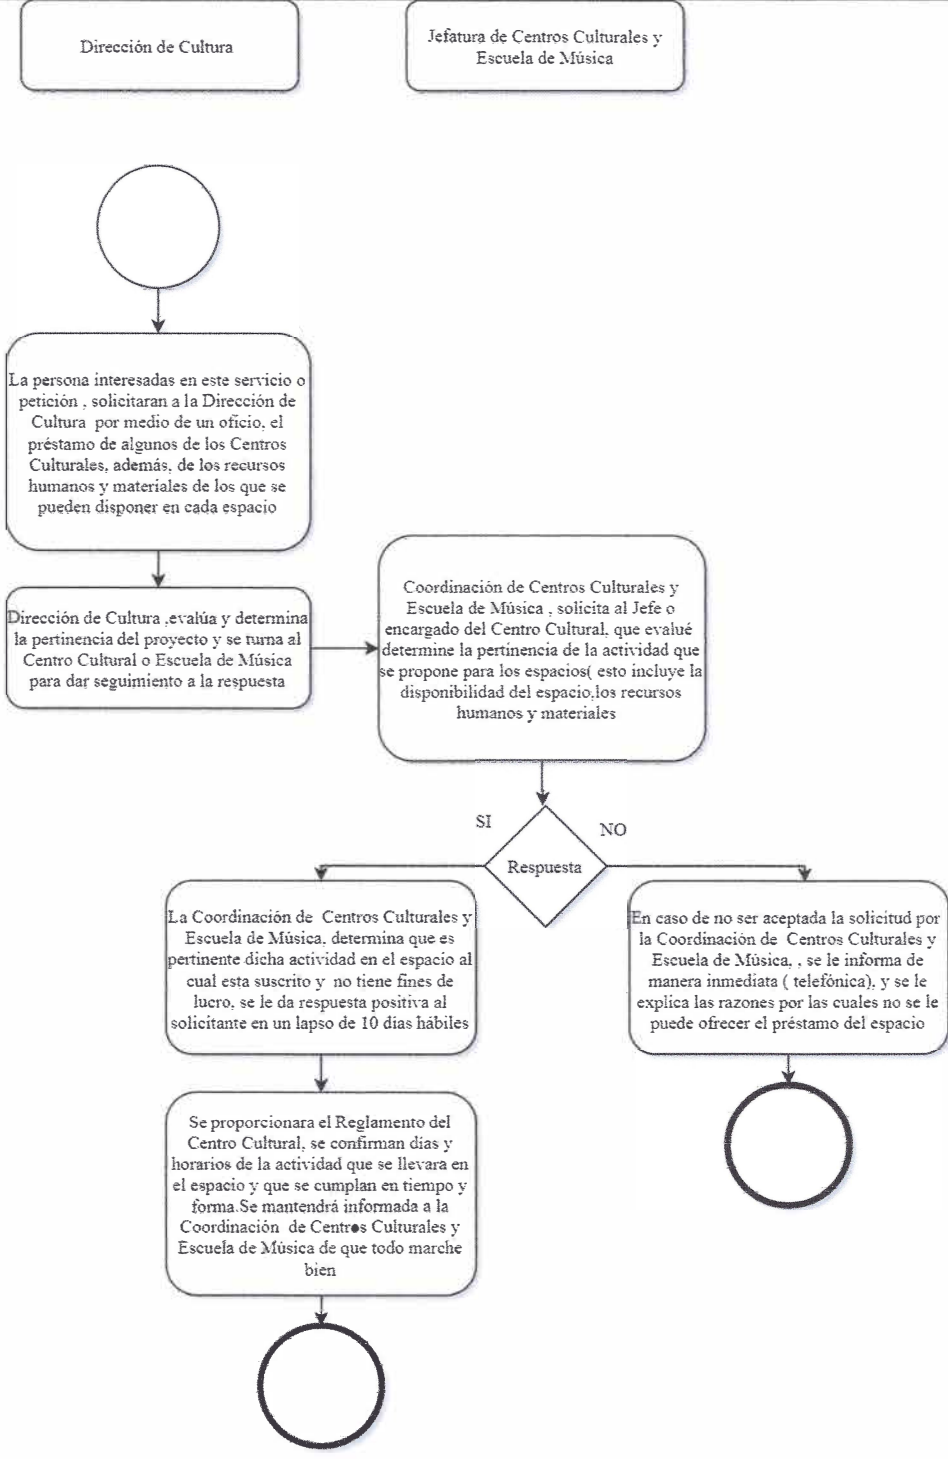 Dirección de Cultura
Jefatura de Centros Culturales y
Escuela de Música
La persona interesadas en este servicio o
petición , solicitaran a la Dirección de
Cultura por medio de un oficio, el
préstamo de algunos de los Centros
Culturales, además, de los recursos
humanos y materiales de los que se
pueden disponer en cada espacio
Dirección de Cultura ,evalúa y determina
la pertinencia del proyecto y se turna al
Centro Cultural o Escuela de Música
para dar seguimiento a la respuesta
Coordinación de Centros Culturales y
Escuela de Música , solicita al Jefe o
encargado del Centro Cultural, que evalué
determine la pertinencia de la actividad que
se propone para los espacios( esto incluye la
disponibilidad del espacio,los recursos
humanos y materiales
SI
NO
Respuesta
La Coordinación de Centros Culturales y
Escuela de Música, determina que es
pertinente dicha actividad en el espacio al
cual esta suscrito y no tiene fines de
lucro, se le da respuesta positiva al
solicitante en un lapso de 10 dias hábiles
En caso de no ser aceptada la solicitud por
la Coordinación de Centros Culturales y
Escuela de Música, , se le informa de
manera inmediata ( telefónica), y se le
explica las razones por las cuales no se le
puede ofrecer el préstamo del espacio
Se proporcionara el Reglamento del
Centro Cultural, se confirman dias y
horarios de la actividad que se llevara en
el espacio y que se cumplan en tiempo y
forma.Se mantendrá informada a la
Coordinación de Centros Culturales y
Escuela de Música de que todo marche
bien